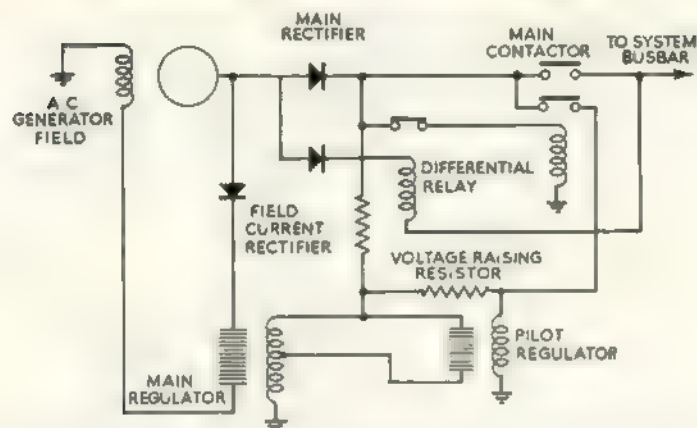 MAIN
RECTIFIER
MAIN
CONTACTOR
TO SYSTEM
BUSBAR
A C
GENERATOR
FIELD
DIFFERENTIAL
RELAY
FIELD
CURRENT
RECTIFIER
VOLTAGE RAISING
RESISTOR
PILOT
REGULATOR
MAIN
REGULATOR